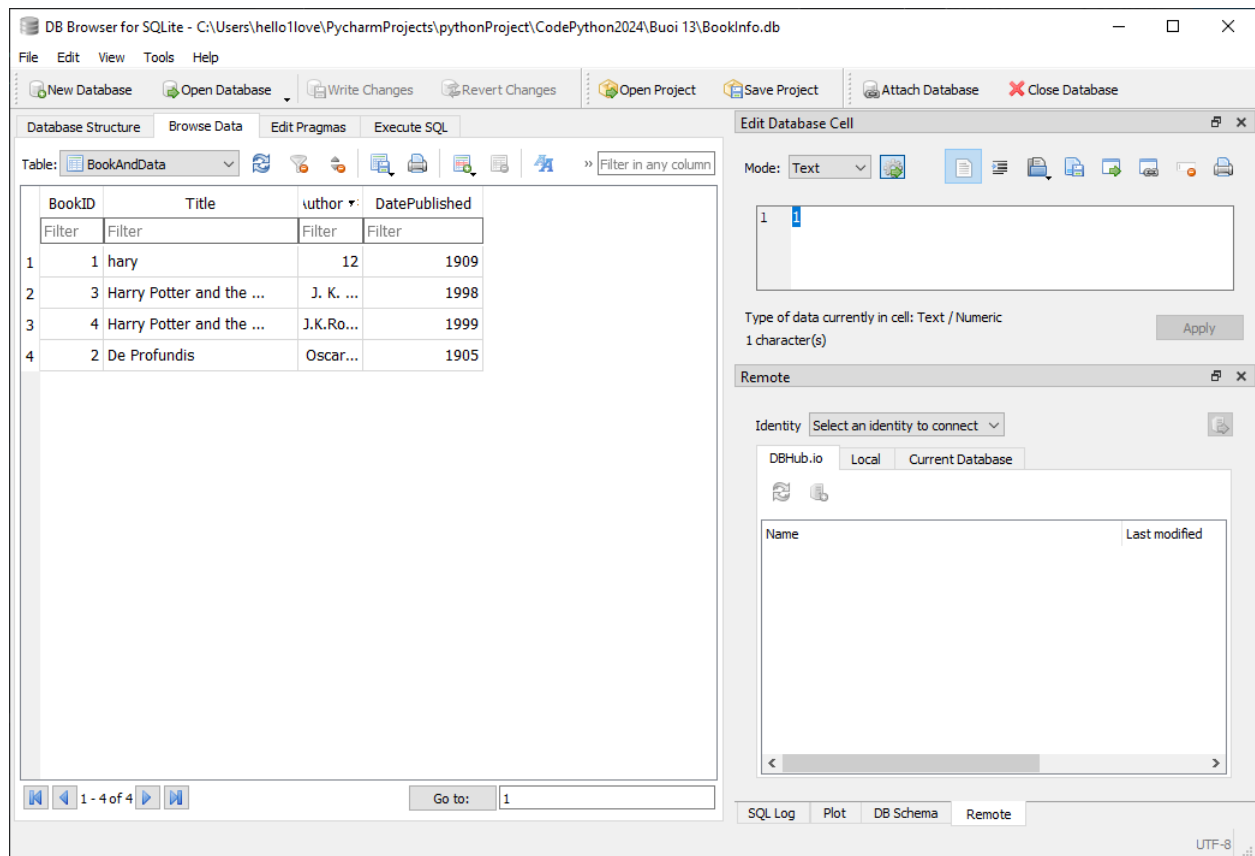 DB Browser for SQLite - C:\Users\hello1love\PycharmProjects\pythonProject\CodePython2024\Buoi 13\BookInfo.db
File Edit View Tools Help
New Database Open Database Write Changes Revert Changes Open Project Save Project Attach Database Close Database
Database Structure Browse Data Edit Pragmas Execute SQL
Table: BookAndData » Filter in any column
BookID Title uthor DatePublished
Filter Filter Filter Filter
1 1 hary 12 1909
2 3 Harry Potter and the ... J. K. ... 1998
3 4 Harry Potter and the ... J.K.Ro... 1999
4 2 De Profundis Oscar... 1905
1 - 4 of 4 Go to: 1
Edit Database Cell
Mode: Text
1 1
Type of data currently in cell: Text / Numeric
1 character(s)
Apply
Remote
Identity Select an identity to connect
DBHub.io Local Current Database
Name Last modified
SQL Log Plot DB Schema Remote
UTF-8